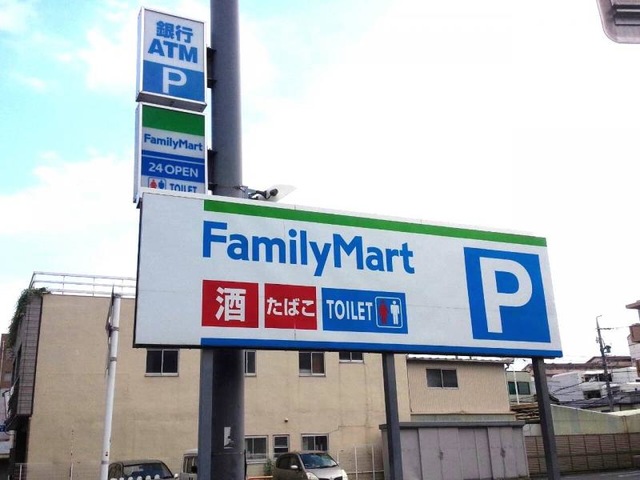 銀行
ATM
P
FamilyMart
24 OPEN
TOILET
FamilyMart
酒 たばこ TOILET
P